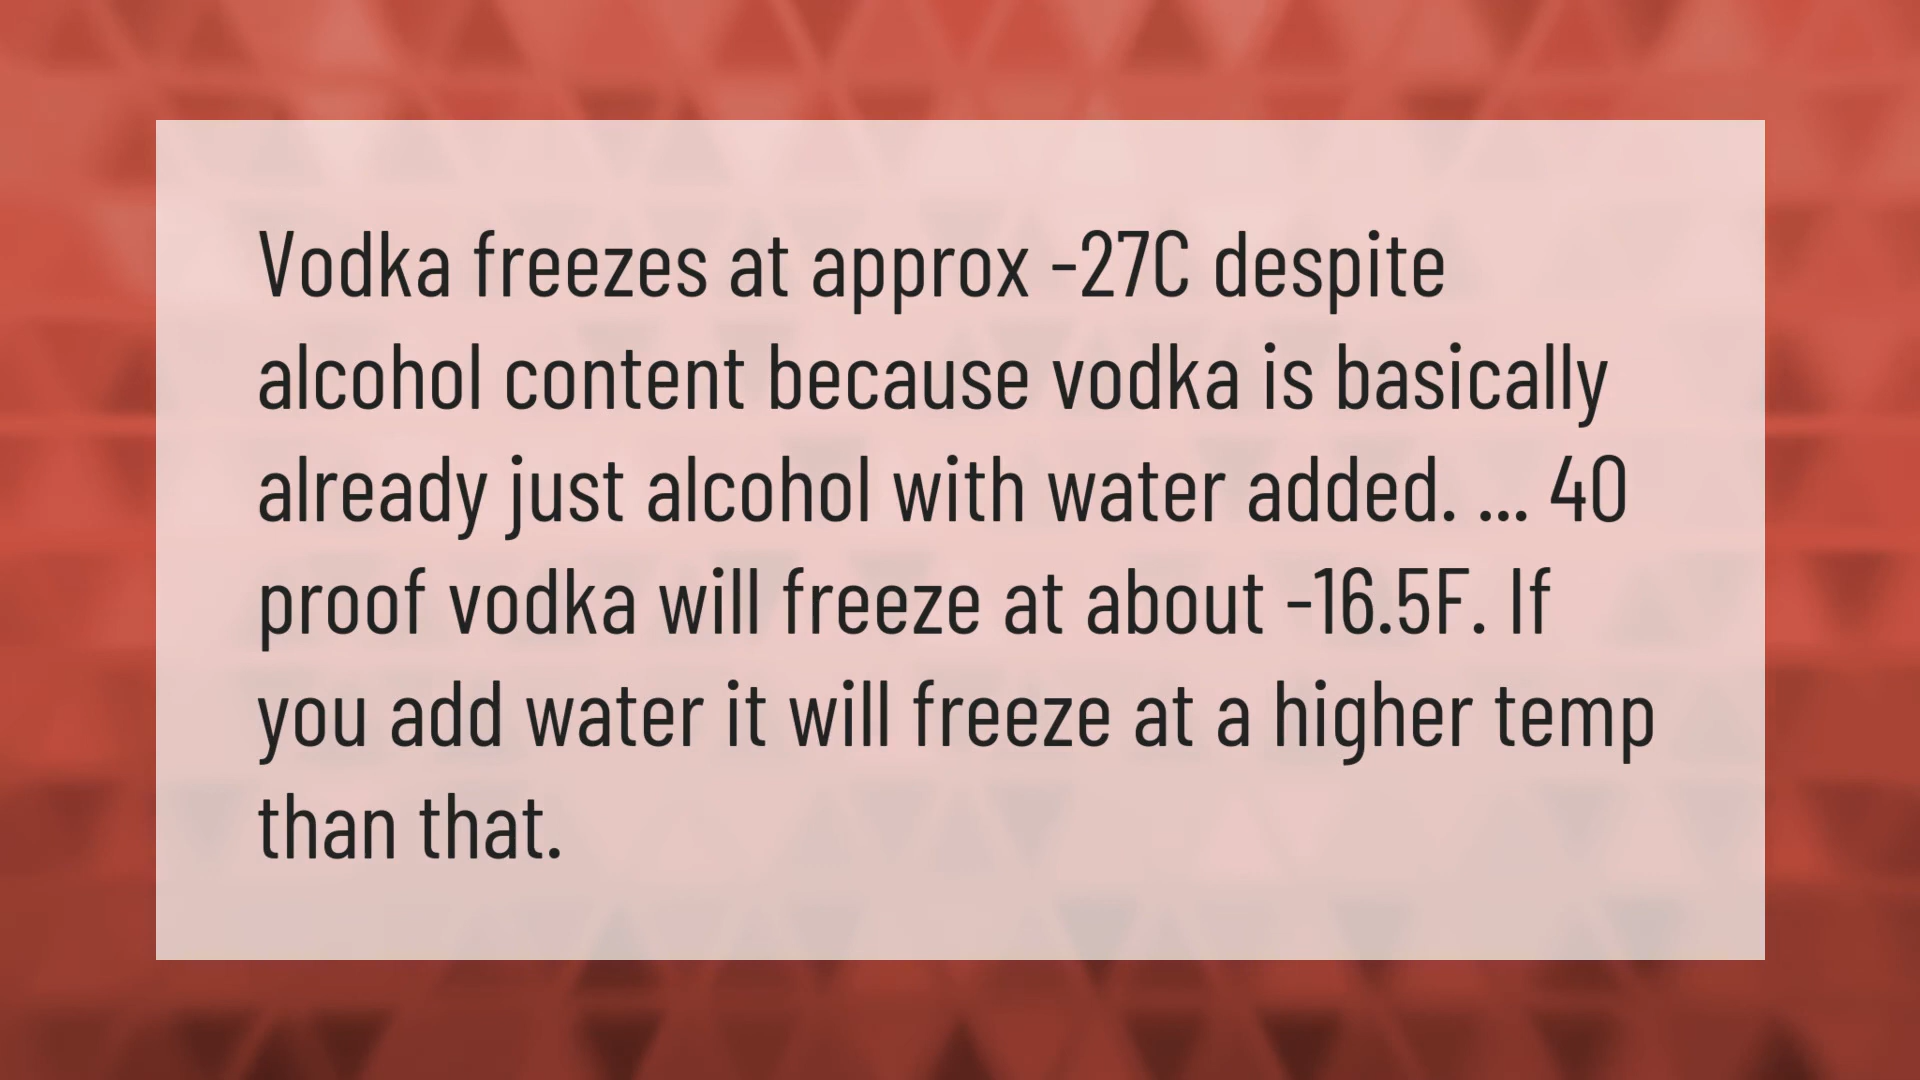 Vodka freezes at approx -27C despite
alcohol content because vodka is basically
already just alcohol with water added. ... 40
proof vodka will freeze at about -16.5F. If
you add water it will freeze at a higher temp
than that.